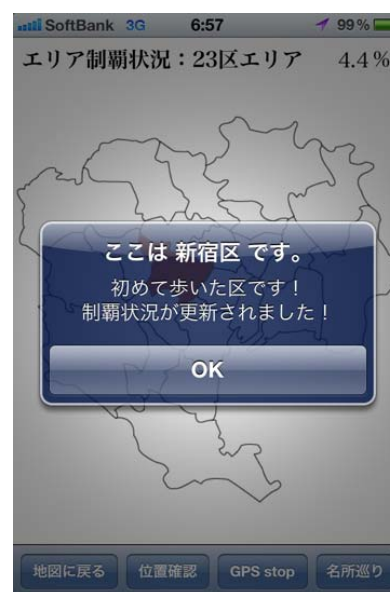 SoftBank 3G 6:57 99%
エリア制覇状況：23区エリア 4.4%
ここは 新宿区 です。
初めて歩いた区です！
制覇状況が更新されました！
OK
地図に戻る 位置確認 GPS stop 名所巡り